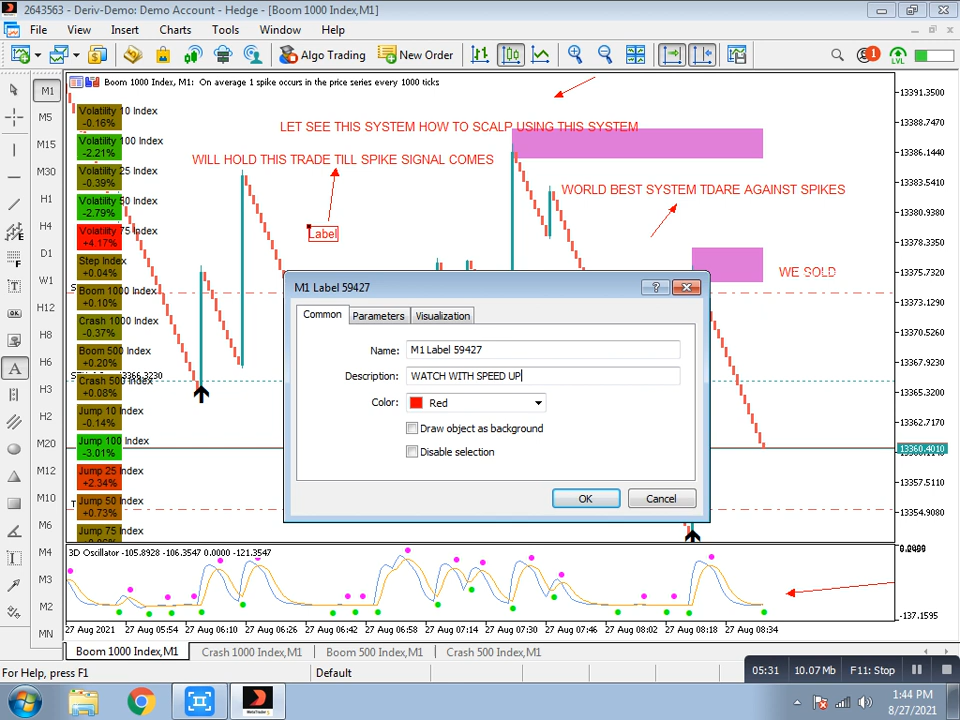 2643563 - Deriv-Demo: Demo Account - Hedge - [Boom 1000 Index,M1]
File View Insert Charts Tools Window Help
Algo Trading New Order 1 LVL
M1
M5
M15
M30
H1
H4
D1
W1
H12
H8
H6
H3
H2
M20
M12
M10
M6
M4
M3
M2
MN
Boom 1000 Index, M1: On average 1 spike occurs in the price series every 1000 ticks
Volatility 10 Index
-0.16%
Volatility 100 Index
-2.21%
Volatility 25 Index
-0.39%
Volatility 50 Index
-2.79%
Volatility 75 Index
+4.17%
Step Index
+0.04%
Boom 1000 Index
+0.10%
Crash 1000 Index
-0.37%
Boom 500 Index
+0.20%
Crash 500 Index
+0.08%
Jump 10 Index
-0.14%
Jump 100 Index
-3.01%
Jump 25 Index
+2.34%
Jump 50 Index
+0.73%
Jump 75 Index
LET SEE THIS SYSTEM HOW TO SCALP USING THIS SYSTEM
WILL HOLD THIS TRADE TILL SPIKE SIGNAL COMES
WORLD BEST SYSTEM TDARE AGAINST SPIKES
Label
WE SOLD
13391.3500
13388.7470
13386.1440
13383.5410
13380.9380
13378.3350
13375.7320
13373.1290
13370.5260
13367.9230
13365.3200
13362.7170
13360.4010
13357.5110
13354.9080
M1 Label 59427
Common Parameters Visualization
Name: M1 Label 59427
Description: WATCH WITH SPEED UP
Color: Red
Draw object as background
Disable selection
OK Cancel
3D Oscillator -105.8928 -106.3547 0.0000 -121.3547
-137.1595
27 Aug 2021 27 Aug 05:54 27 Aug 06:10 27 Aug 06:26 27 Aug 06:42 27 Aug 06:58 27 Aug 07:14 27 Aug 07:30 27 Aug 07:46 27 Aug 08:02 27 Aug 08:18 27 Aug 08:34
Boom 1000 Index,M1 Crash 1000 Index,M1 Boom 500 Index,M1 Crash 500 Index,M1
For Help, press F1 Default
05:31 10.07 Mb F11: Stop
1:44 PM
8/27/2021